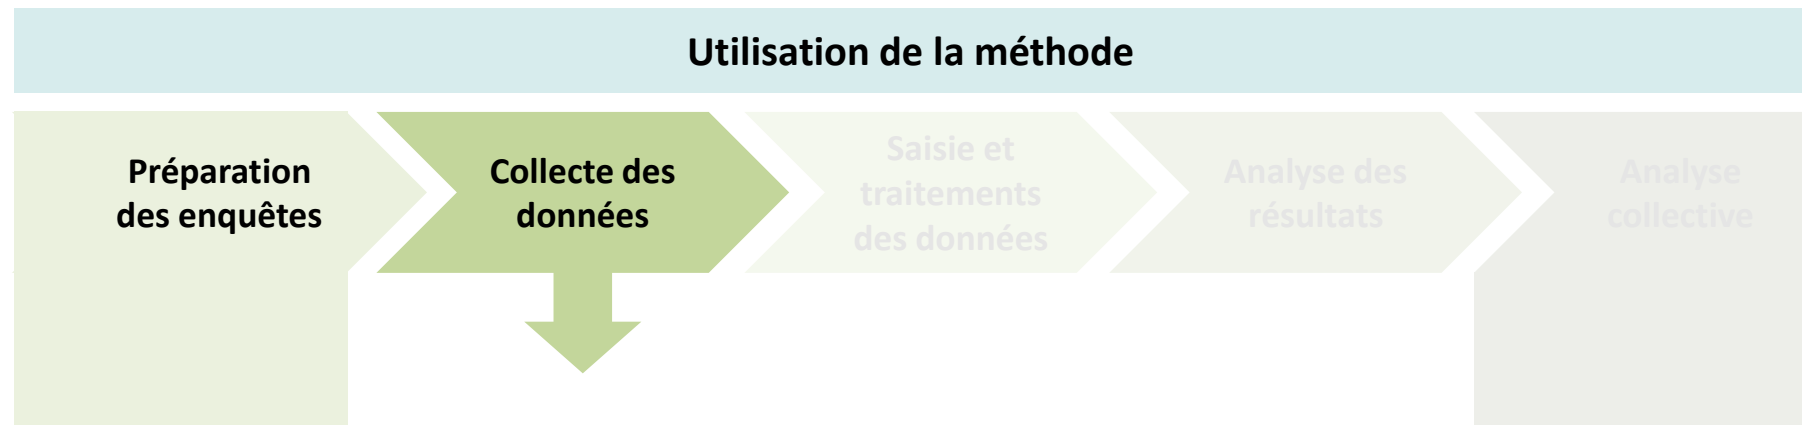 Utilisation de la méthode
Préparation
des enquêtes
Collecte des
données
Saisie et
traitements
des données
Analyse des
résultats
Analyse
collective